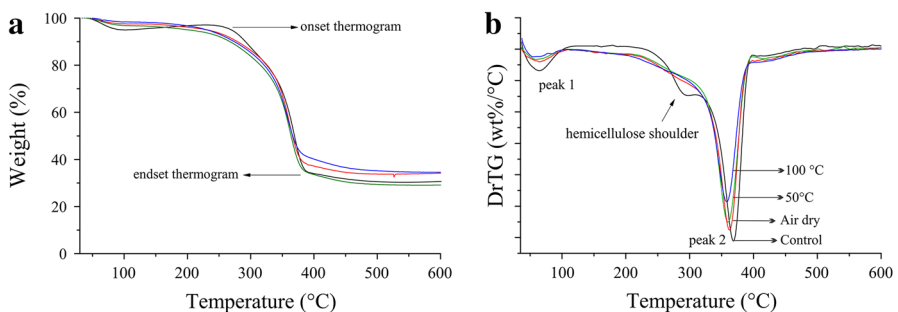 a
100
80
60
40
20
0
Weight (%)
onset thermogram
endset thermogram
100
200
300
400
500
600
Temperature (°C)
b
DrTG (wt%/°C)
peak 1
hemicellulose shoulder
100 °C
50°C
Air dry
peak 2
Control
100
200
300
400
500
600
Temperature (°C)